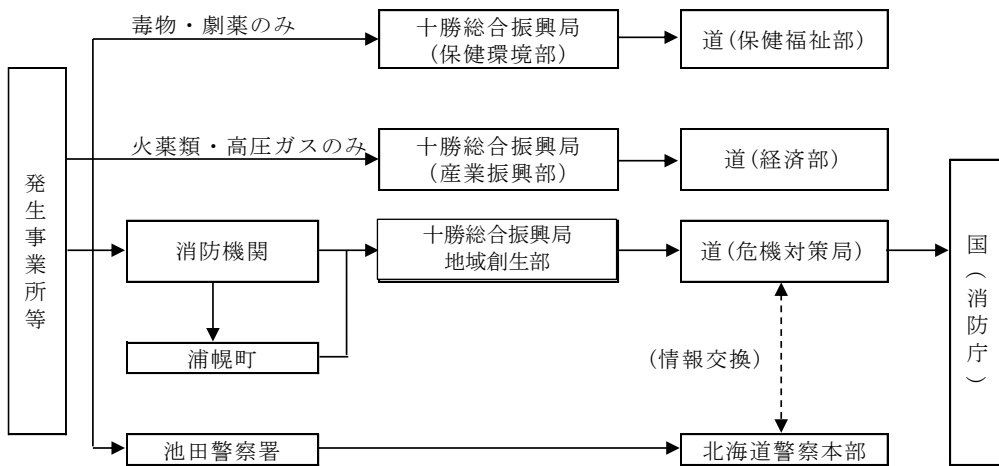 毒物・劇薬のみ
十勝総合振興局
(保健環境部)
道(保健福祉部)
火薬類・高圧ガスのみ
十勝総合振興局
(産業振興部)
道(経済部)
発生事業所等
消防機関
十勝総合振興局
地域創生部
道(危機対策局)
国(消防庁)
浦幌町
(情報交換)
池田警察署
北海道警察本部